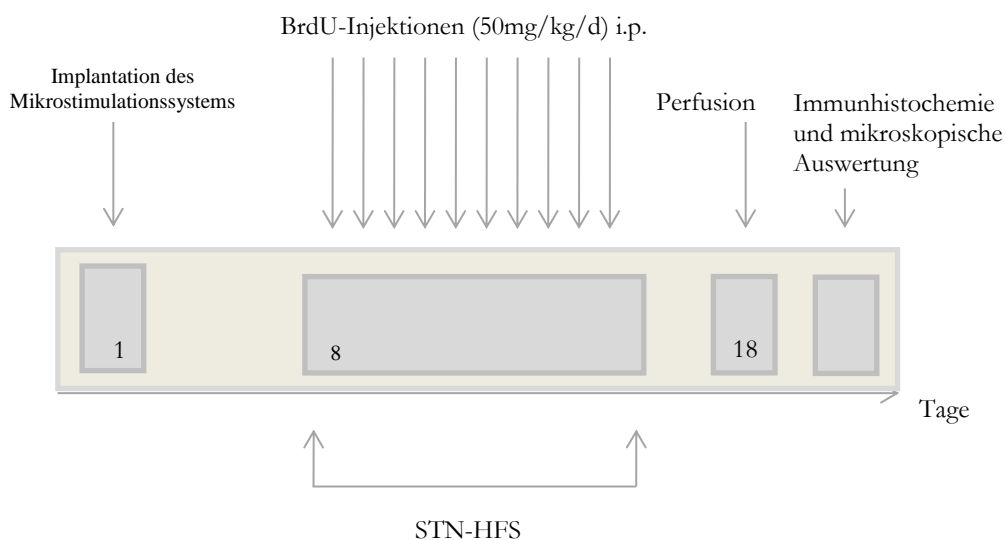 BrdU-Injektionen (50mg/kg/d) i.p.
Implantation des
Mikrostimulationssystems
Perfusion
Immunhistochemie
und mikroskopische
Auswertung
1
8
18
Tage
STN-HFS